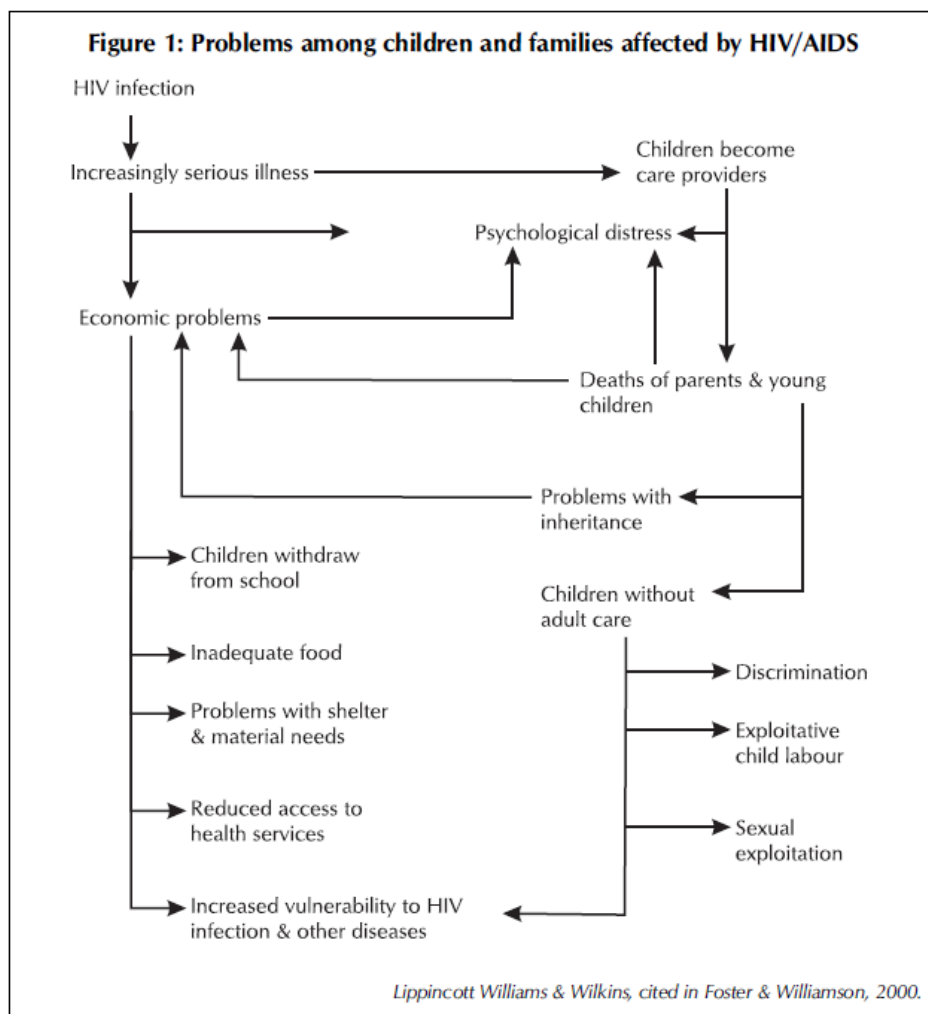 Figure 1: Problems among children and families affected by HIV/AIDS
HIV infection
Increasingly serious illness
Children become
care providers
Psychological distress
Economic problems
Deaths of parents & young
children
Problems with
inheritance
Children withdraw
from school
Children without
adult care
Inadequate food
Discrimination
Problems with shelter
& material needs
Exploitative
child labour
Reduced access to
health services
Sexual
exploitation
Increased vulnerability to HIV
infection & other diseases
Lippincott Williams & Wilkins, cited in Foster & Williamson, 2000.